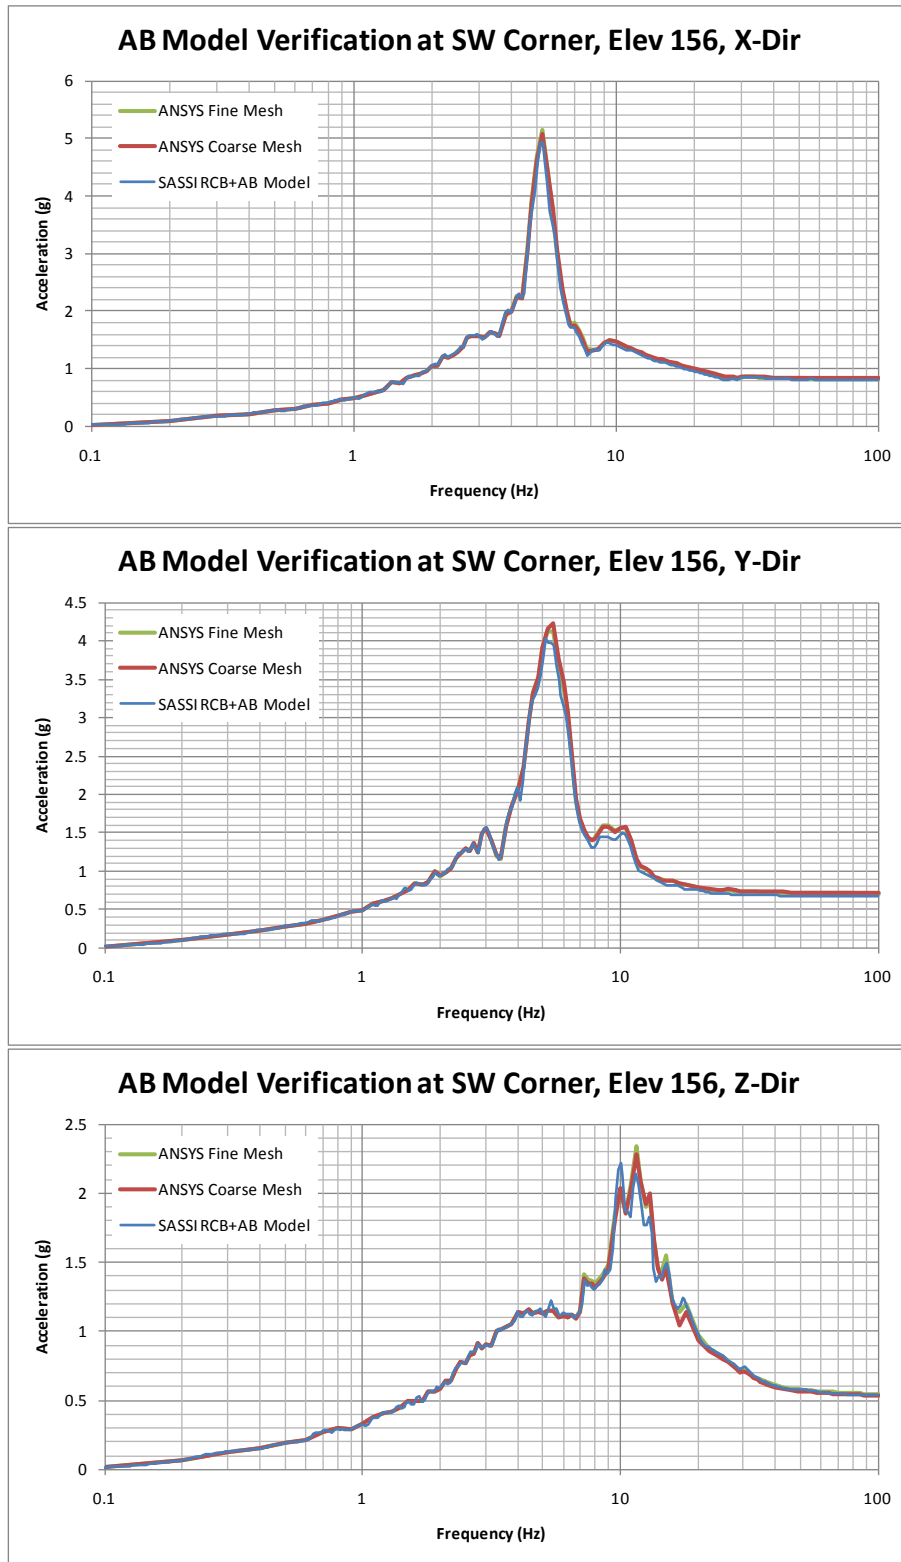 AB Model Verification at SW Corner, Elev 156, X-Dir
6
5
4
3
2
1
0
Acceleration (g)
ANSYS Fine Mesh
ANSYS Coarse Mesh
SASSI RCB+AB Model
0.1
1
10
100
Frequency (Hz)
AB Model Verification at SW Corner, Elev 156, Y-Dir
4.5
4
3.5
3
2.5
2
1.5
1
0.5
0
Acceleration (g)
ANSYS Fine Mesh
ANSYS Coarse Mesh
SASSI RCB+AB Model
0.1
1
10
100
Frequency (Hz)
AB Model Verification at SW Corner, Elev 156, Z-Dir
2.5
2
1.5
1
0.5
0
Acceleration (g)
ANSYS Fine Mesh
ANSYS Coarse Mesh
SASSI RCB+AB Model
0.1
1
10
100
Frequency (Hz)